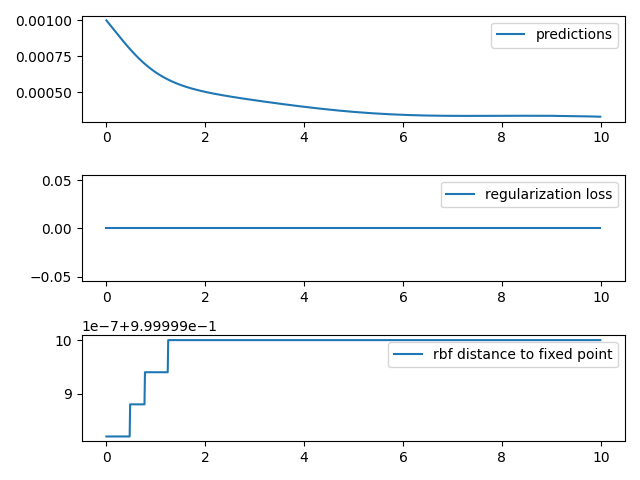 0.00100
predictions
0.00075
0.00050
0 2 4 6 8 10
0.05
regularization loss
0.00
−0.05
0 2 4 6 8 10
1e−7+9.99999e−1
10
rbf distance to fixed point
9
0 2 4 6 8 10